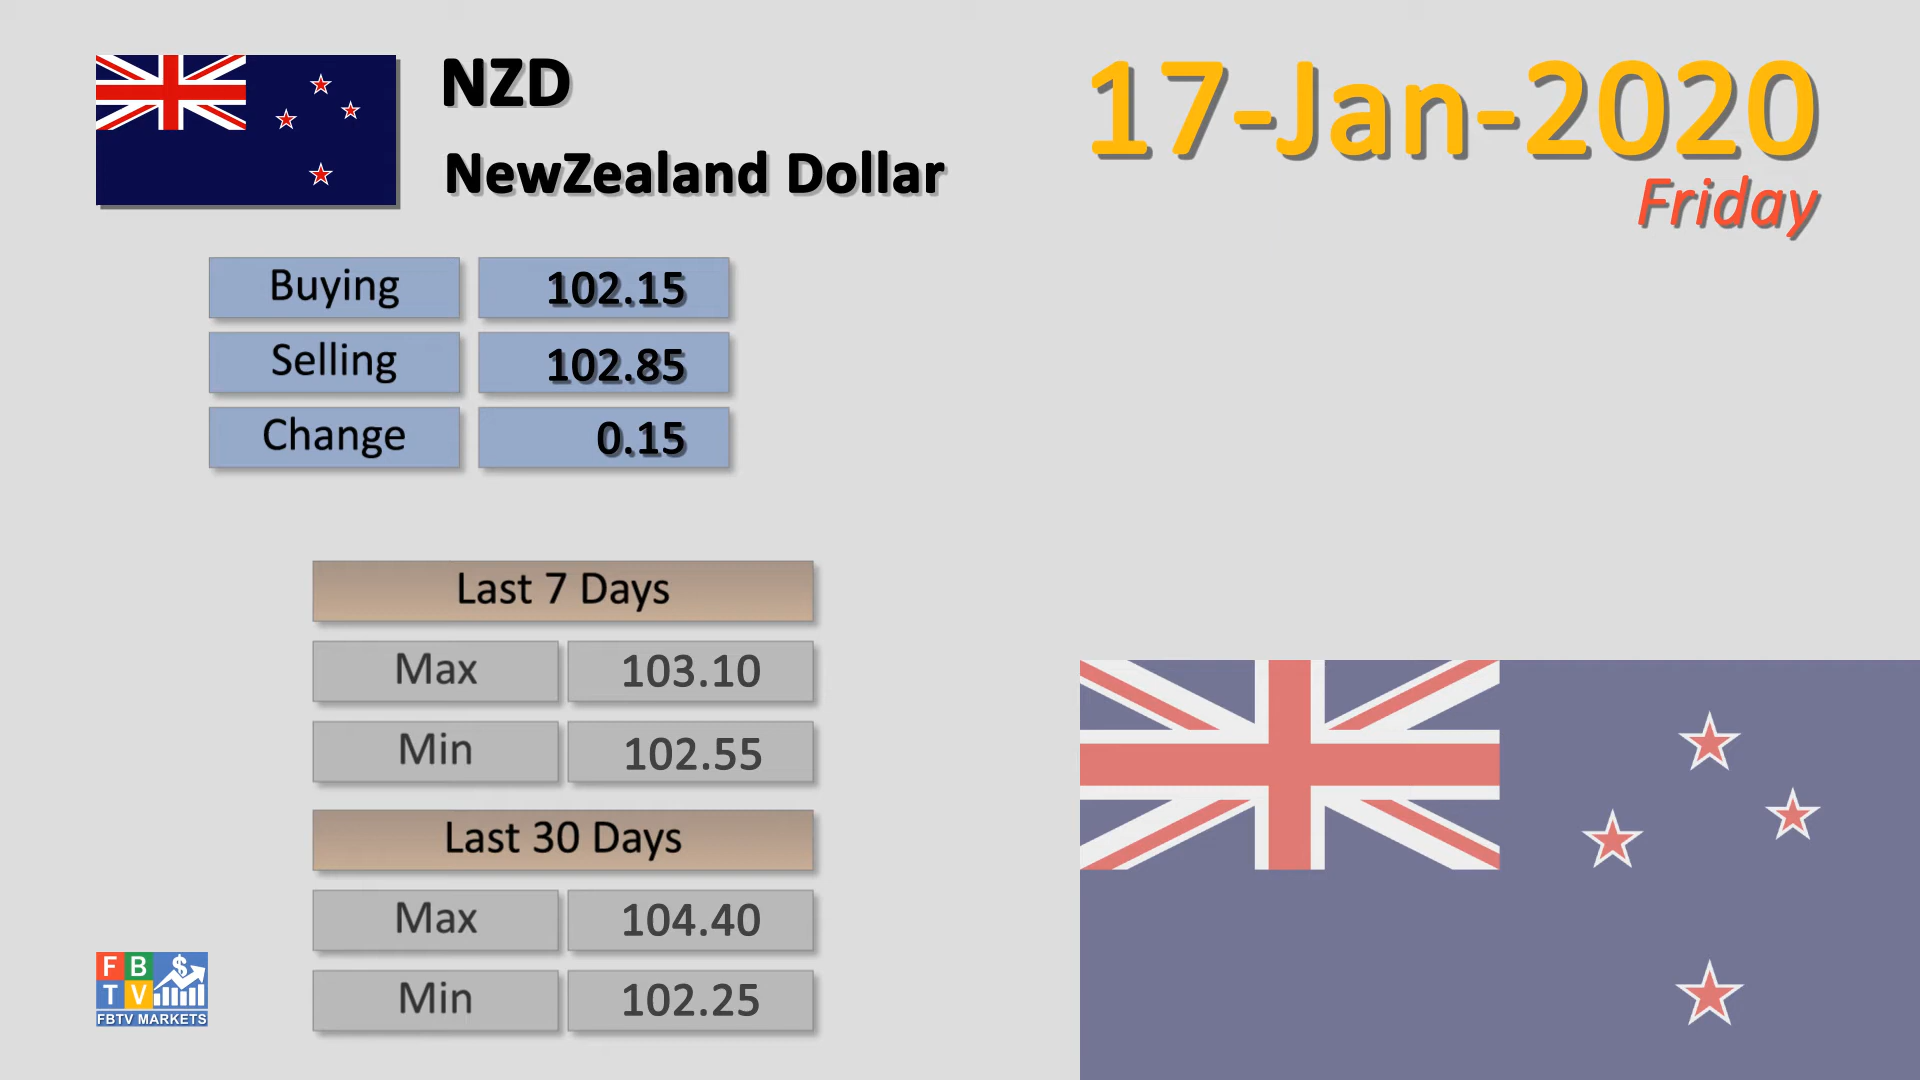 NZD
NewZealand Dollar
17-Jan-2020
Friday
Buying 102.15
Selling 102.85
Change 0.15
Last 7 Days
Max 103.10
Min 102.55
Last 30 Days
Max 104.40
Min 102.25
F B
T V
$
FBTV MARKETS